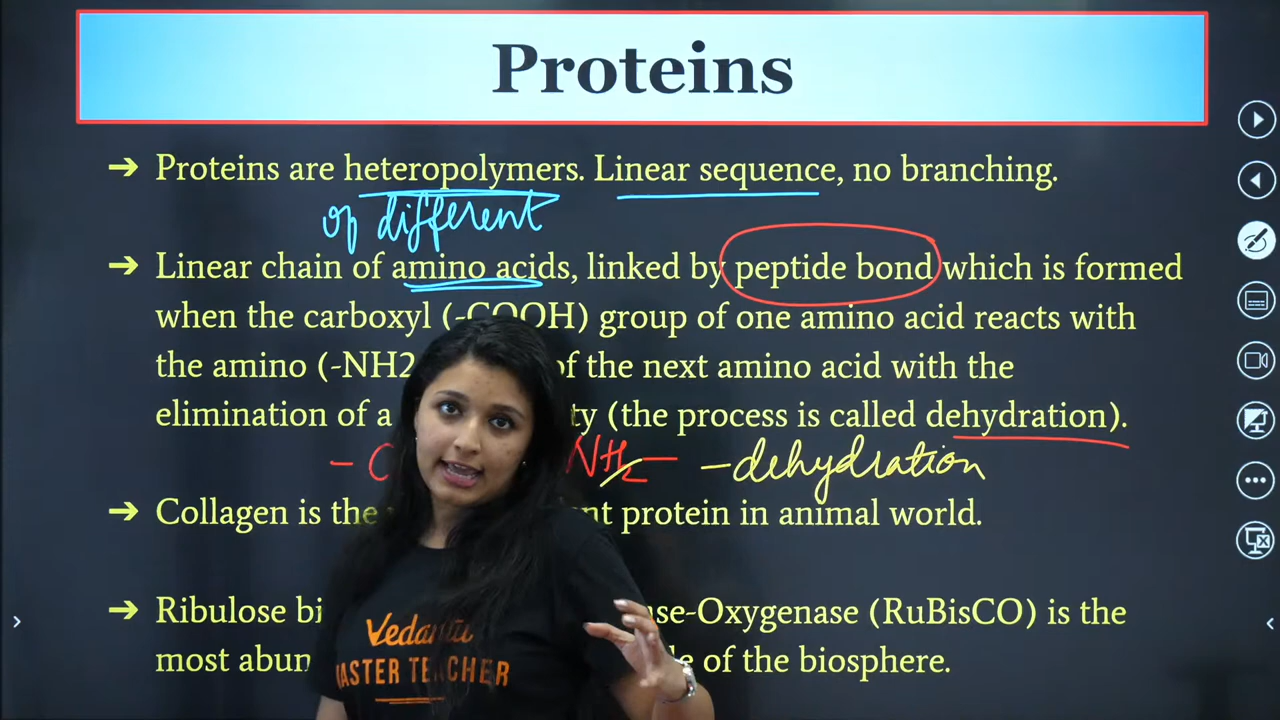 Proteins
➔ Proteins are heteropolymers. Linear sequence, no branching.
of different
➔ Linear chain of amino acids, linked by peptide bond which is formed
when the carboxyl (-COOH) group of one amino acid reacts with
the amino (-NH2 of the next amino acid with the
elimination of a ty (the process is called dehydration).
- C NH2 - - dehydration
➔ Collagen is the nt protein in animal world.
➔ Ribulose bi se-Oxygenase (RuBisCO) is the
most abun of the biosphere.
Vedantu
MASTER TEACHER